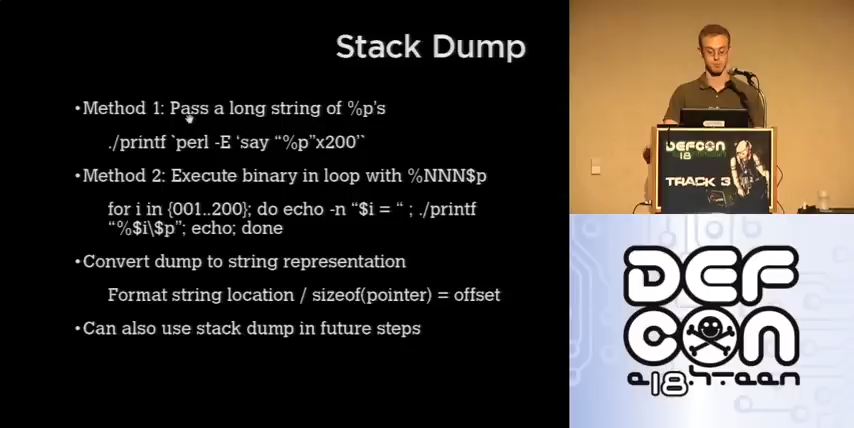 Stack Dump
• Method 1: Pass a long string of %p's
./printf `perl -E 'say "%p"x200'`
• Method 2: Execute binary in loop with %NNN$p
for i in {001..200}; do echo -n "$i = " ; ./printf
"%$i\$p"; echo; done
• Convert dump to string representation
Format string location / sizeof(pointer) = offset
• Can also use stack dump in future steps
DEFCON
18
TRACK 3
DEF
CON
e18hteen